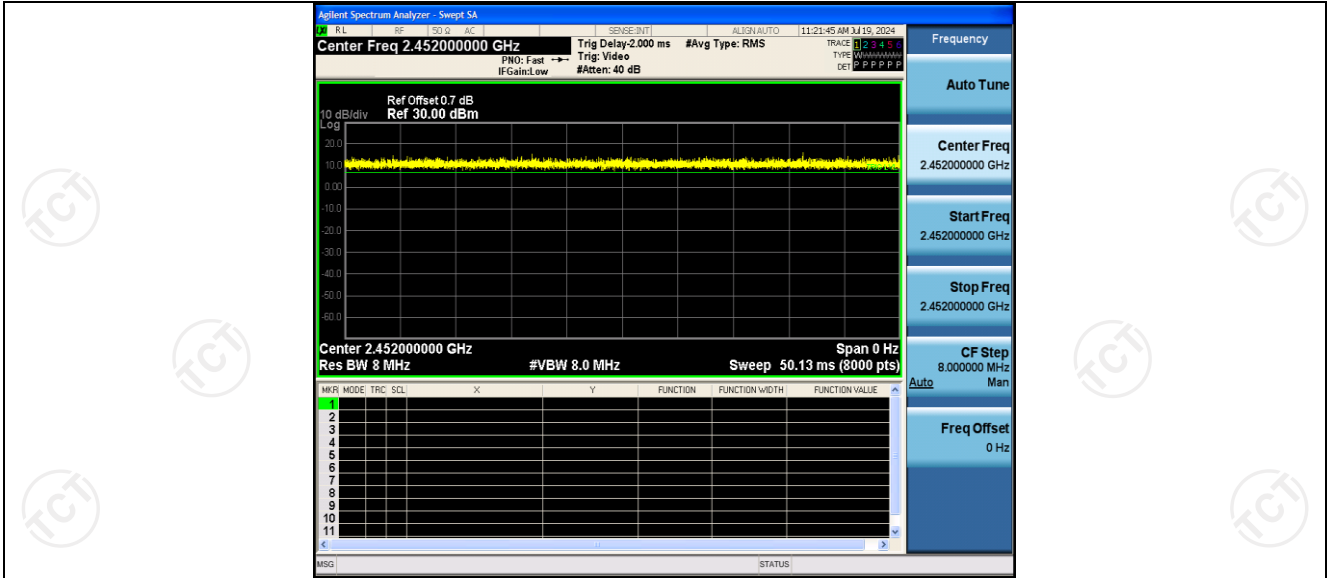 Agilent Spectrum Analyzer - Swept SA
RL RF 50 Ω AC SENSE:INT ALIGN AUTO 11:21:45 AM Jul 19, 2024
Center Freq 2.452000000 GHz
PNO: Fast
IFGain:Low
Trig Delay-2.000 ms
Trig: Video
#Atten: 40 dB
#Avg Type: RMS
TRACE 1 2 3 4 5 6
TYPE
DET P P P P P P
Ref Offset 0.7 dB
10 dB/div Ref 30.00 dBm
Log
20.0
10.0
0.00
-10.0
-20.0
-30.0
-40.0
-50.0
-60.0
Center 2.452000000 GHz Span 0 Hz
Res BW 8 MHz #VBW 8.0 MHz Sweep 50.13 ms (8000 pts)
MKR MODE TRC SCL X Y FUNCTION FUNCTION WIDTH FUNCTION VALUE
1
2
3
4
5
6
7
8
9
10
11
MSG STATUS
Frequency
Auto Tune
Center Freq
2.452000000 GHz
Start Freq
2.452000000 GHz
Stop Freq
2.452000000 GHz
CF Step
8.000000 MHz
Auto Man
Freq Offset
0 Hz
TCT
TCT
TCT
TCT
TCT
TCT